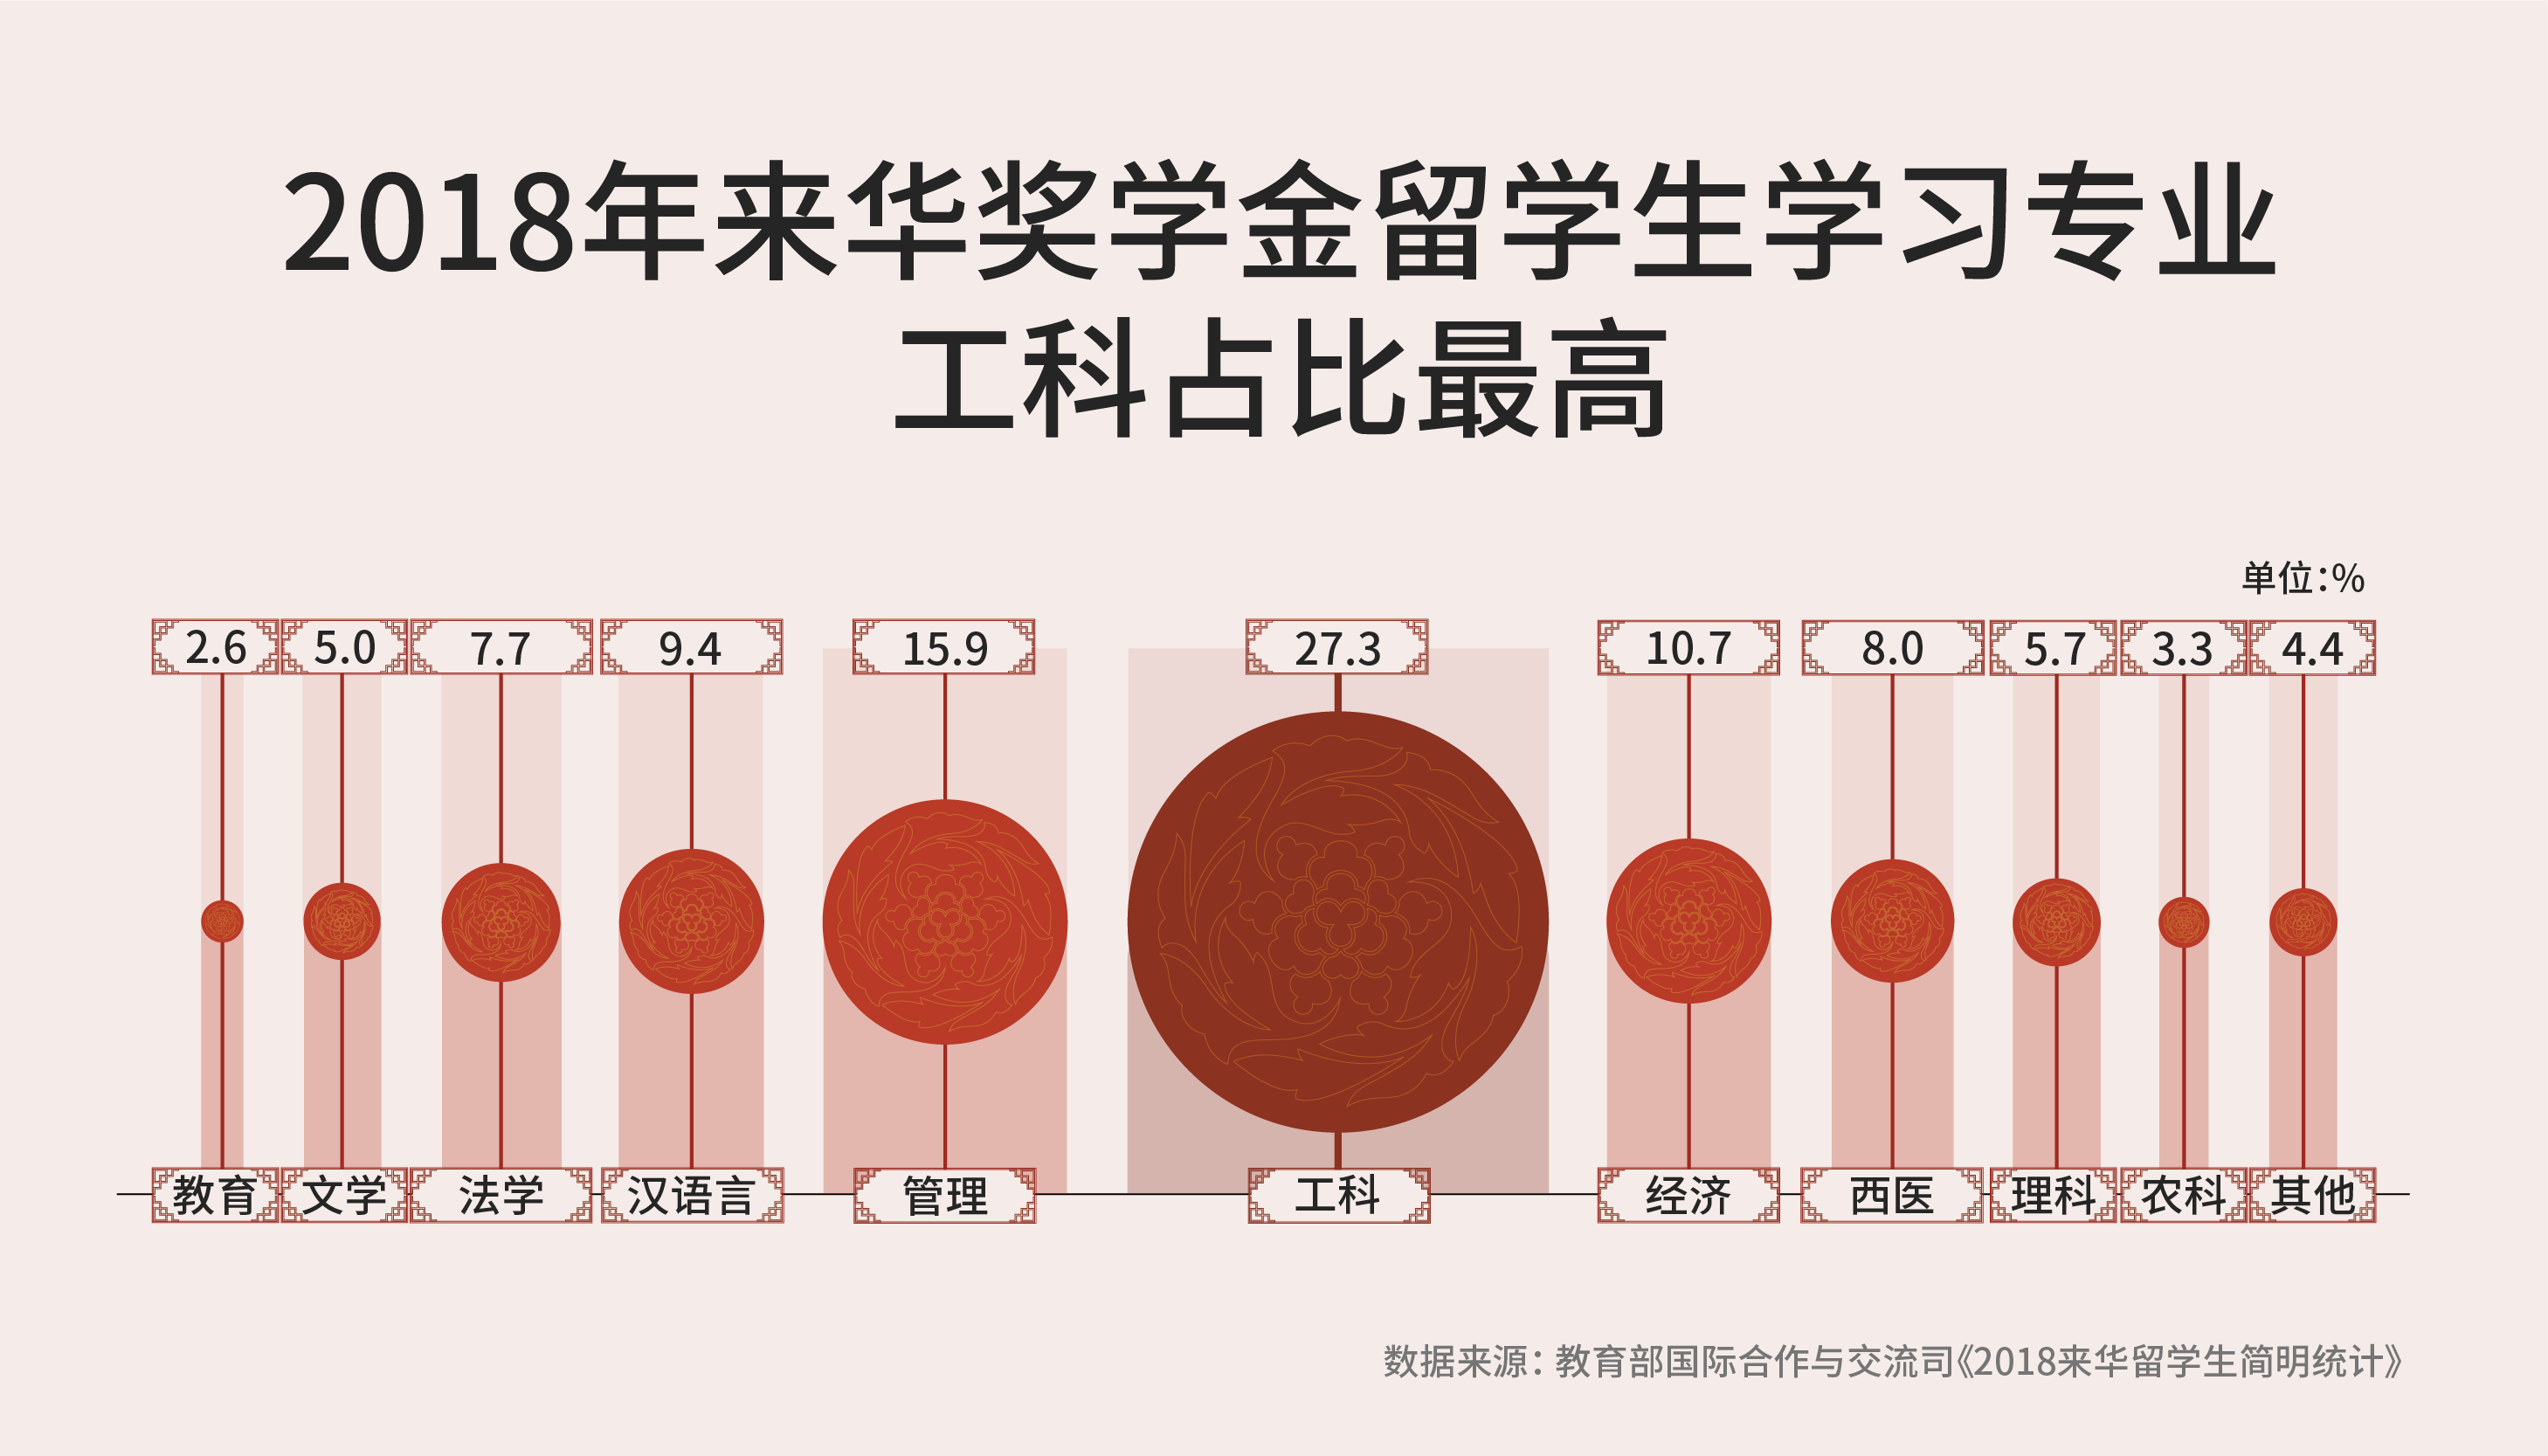 2018年来华奖学金留学生学习专业
工科占比最高
单位：%
2.6 5.0 7.7 9.4 15.9 27.3 10.7 8.0 5.7 3.3 4.4
教育 文学 法学 汉语言 管理 工科 经济 西医 理科 农科 其他
数据来源：教育部国际合作与交流司《2018来华留学生简明统计》